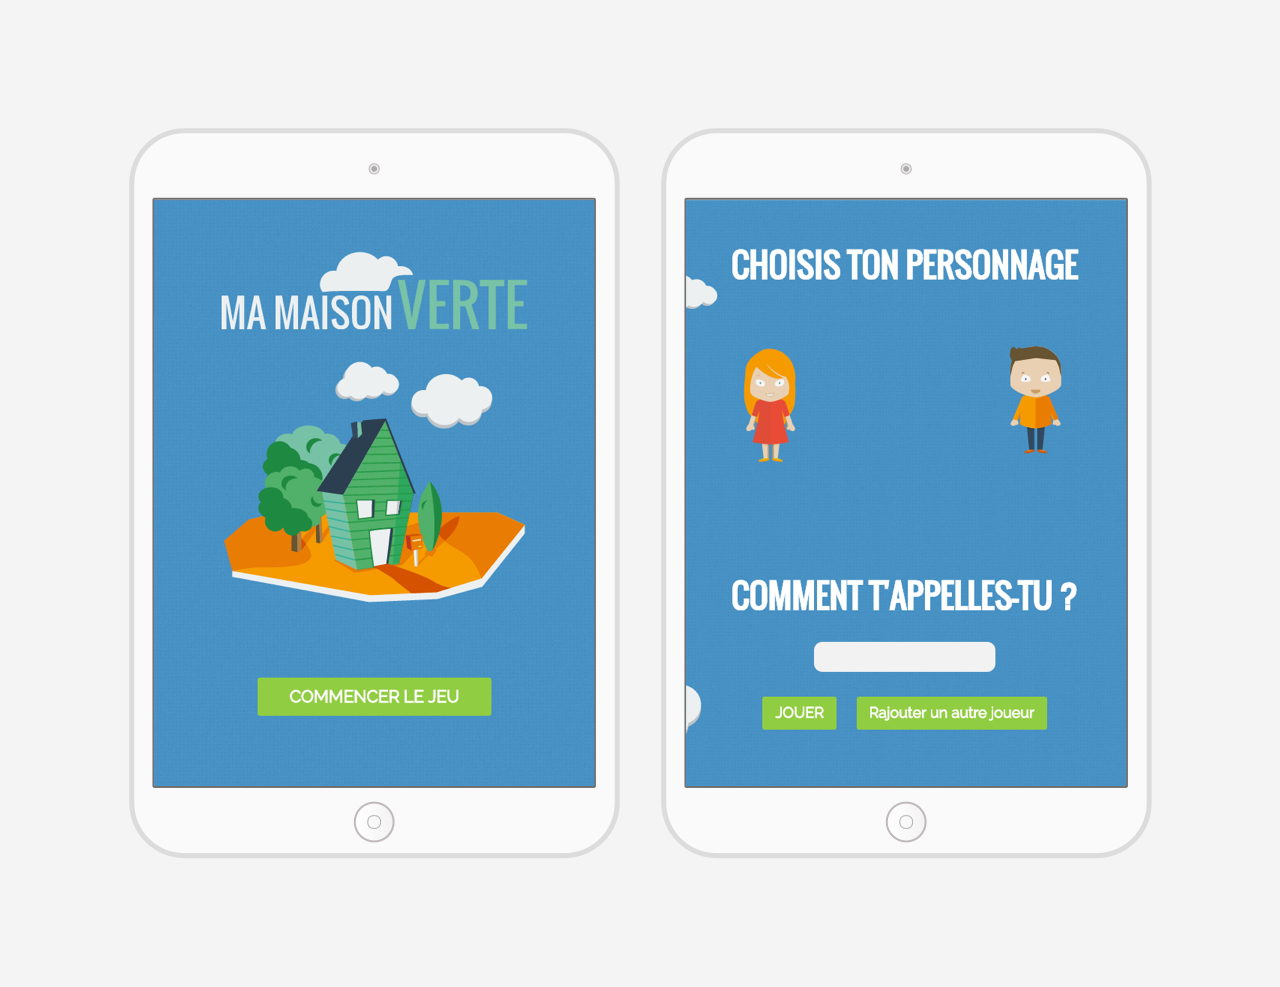 MA MAISON VERTE
COMMENCER LE JEU
CHOISIS TON PERSONNAGE
COMMENT T'APPELLES-TU ?
JOUER
Rajouter un autre joueur